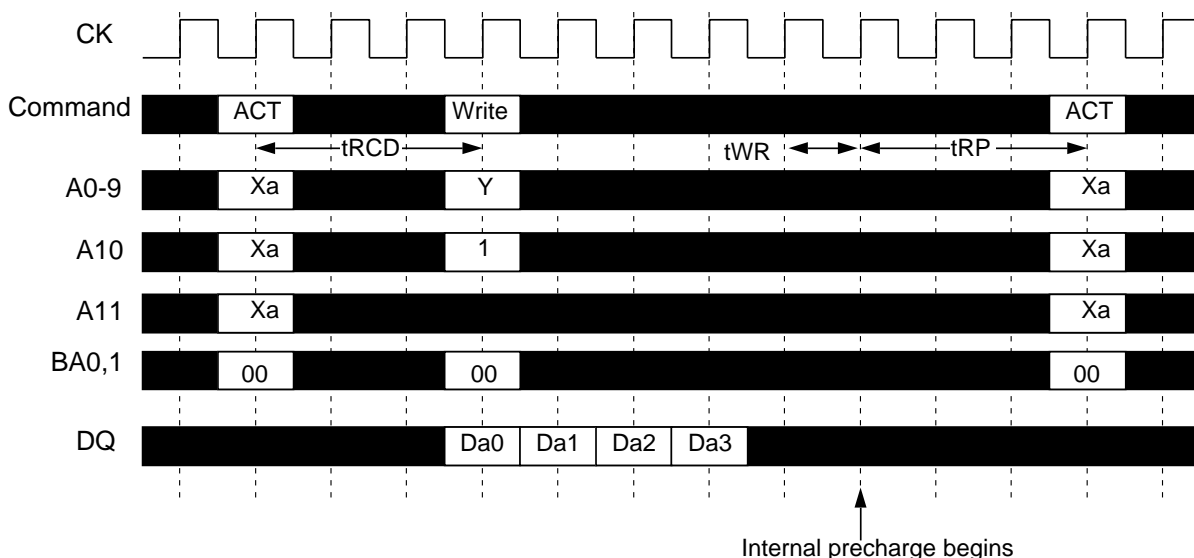 CK
Command ACT Write ACT
tRCD tWR tRP
A0-9 Xa Y Xa
A10 Xa 1 Xa
A11 Xa Xa
BA0,1 00 00 00
DQ Da0 Da1 Da2 Da3
Internal precharge begins